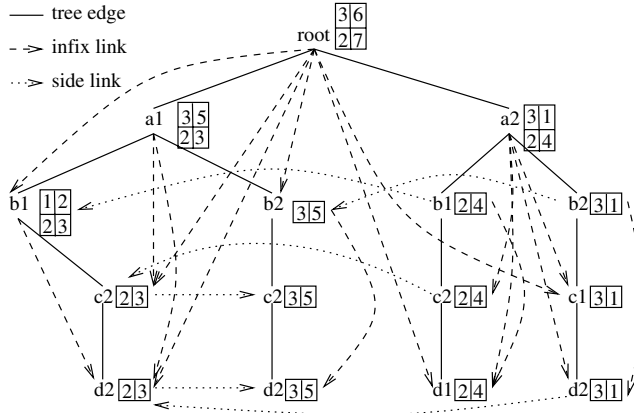 tree edge
infix link
side link
root 3 6
2 7
a1 3 5
2 3
a2 3 1
2 4
b1 1 2
2 3
b2 3 5
b1 2 4
b2 3 1
c2 2 3
c2 3 5
c2 2 4
c1 3 1
d2 2 3
d2 3 5
d1 2 4
d2 3 1